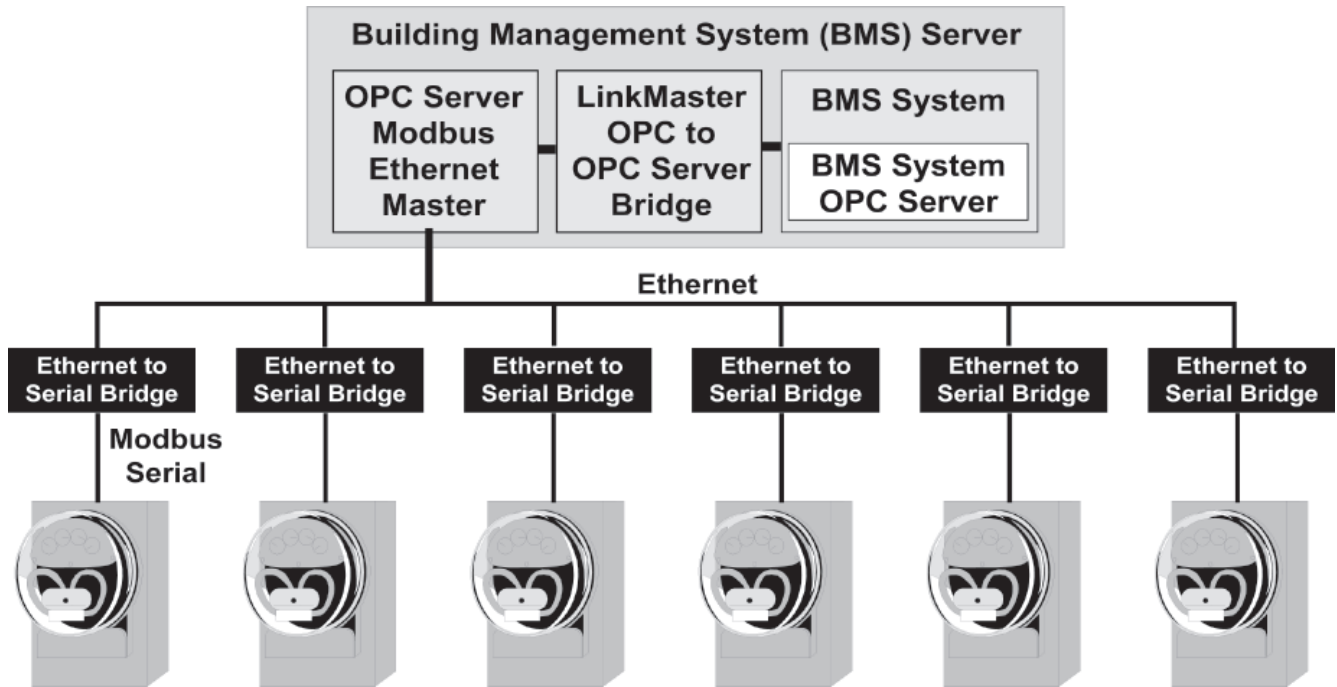 Building Management System (BMS) Server
OPC Server
Modbus
Ethernet
Master
LinkMaster
OPC to
OPC Server
Bridge
BMS System
BMS System
OPC Server
Ethernet
Ethernet to
Serial Bridge
Ethernet to
Serial Bridge
Ethernet to
Serial Bridge
Ethernet to
Serial Bridge
Ethernet to
Serial Bridge
Ethernet to
Serial Bridge
Modbus
Serial